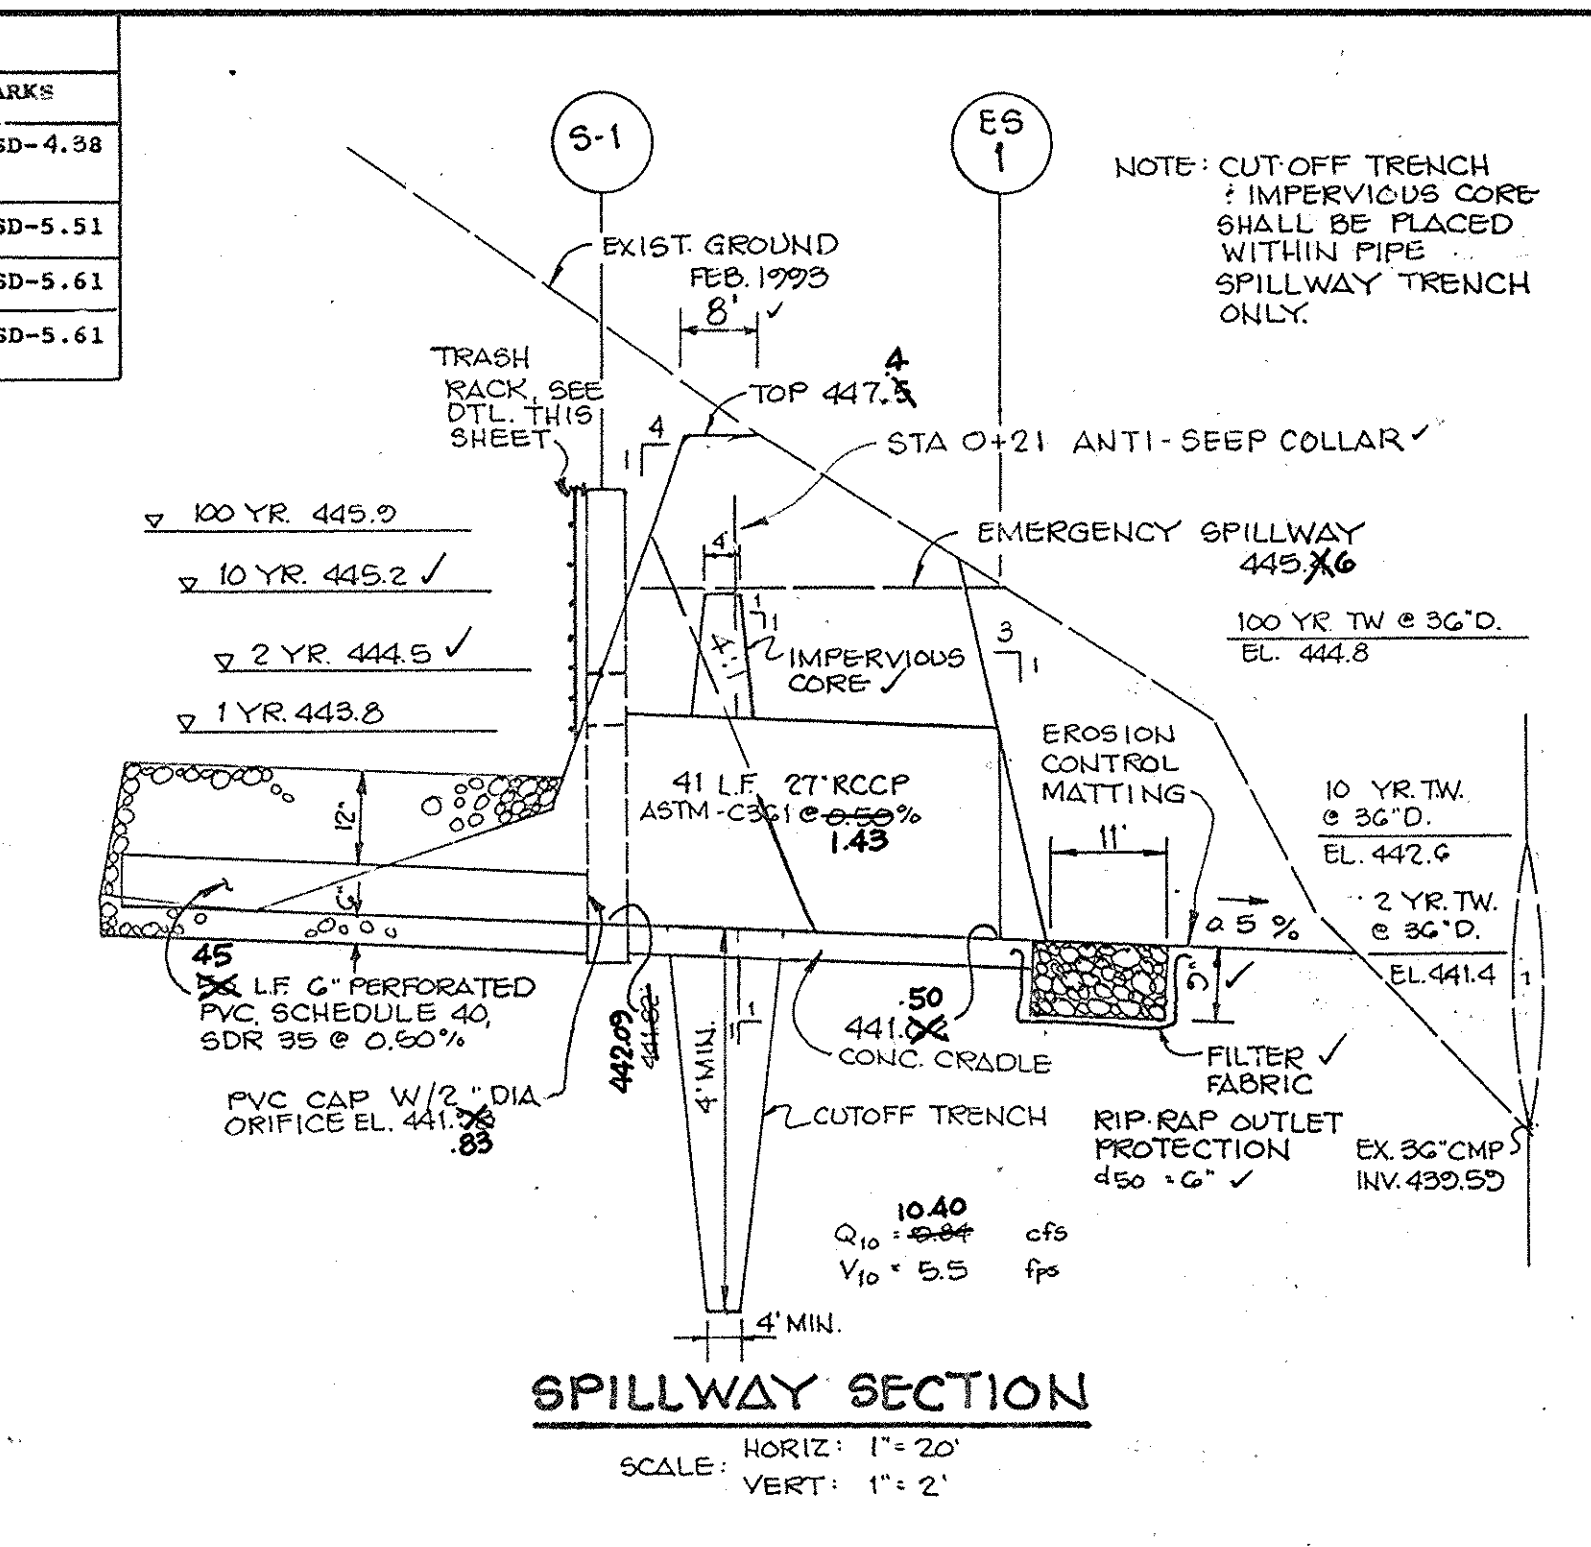 ARKS
SD-4.38
SD-5.51
SD-5.61
SD-5.61
S-1
ES
1
NOTE: CUT-OFF TRENCH
& IMPERVIOUS CORE
SHALL BE PLACED
WITHIN PIPE
SPILLWAY TRENCH
ONLY.
EXIST. GROUND
FEB. 1993
8' ✓
TRASH
RACK, SEE
DTL. THIS
SHEET
4
1
.4
TOP 447.5
STA 0+21 ANTI-SEEP COLLAR ✓
100 YR. 445.9
10 YR. 445.2 ✓
2 YR. 444.5 ✓
1 YR. 443.8
EMERGENCY SPILLWAY
445. 6
4'
1
1
4:1
IMPERVIOUS
CORE ✓
3
1
100 YR. TW @ 36"D.
EL. 444.8
EROSION
CONTROL
MATTING
41 L.F. 27" RCCP
ASTM-C361 @ 0.50%
1.43
12"
6"
11'
10 YR. TW.
@ 36"D.
EL. 442.6
2 YR. TW.
@ 36"D.
EL. 441.4
0.5 %
9" ✓
45
L.F. 6" PERFORATED
PVC, SCHEDULE 40,
SDR 35 @ 0.50%
442.09
441.82
4' MIN.
1
.50
441.
CONC. CRADLE
FILTER ✓
FABRIC
PVC CAP W/2" DIA
ORIFICE EL. 441.
.83
CUTOFF TRENCH
RIP-RAP OUTLET
PROTECTION
d50 = 6" ✓
EX. 36" CMP
INV. 439.59
10.40
Q10 = 9.84 cfs
V10 = 5.5 fps
4' MIN.
SPILLWAY SECTION
SCALE: HORIZ: 1" = 20'
VERT: 1" = 2'